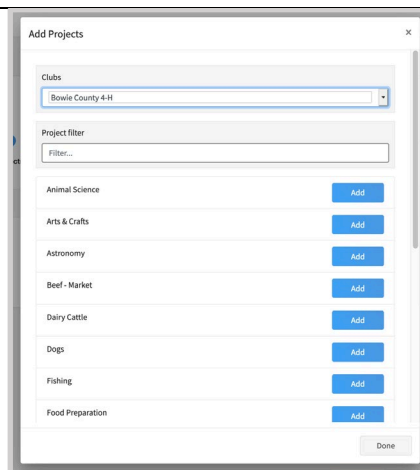 Add Projects ×
Clubs
Bowie County 4-H
Project filter
Filter...
Animal Science Add
Arts & Crafts Add
Astronomy Add
Beef - Market Add
Dairy Cattle Add
Dogs Add
Fishing Add
Food Preparation Add
Done